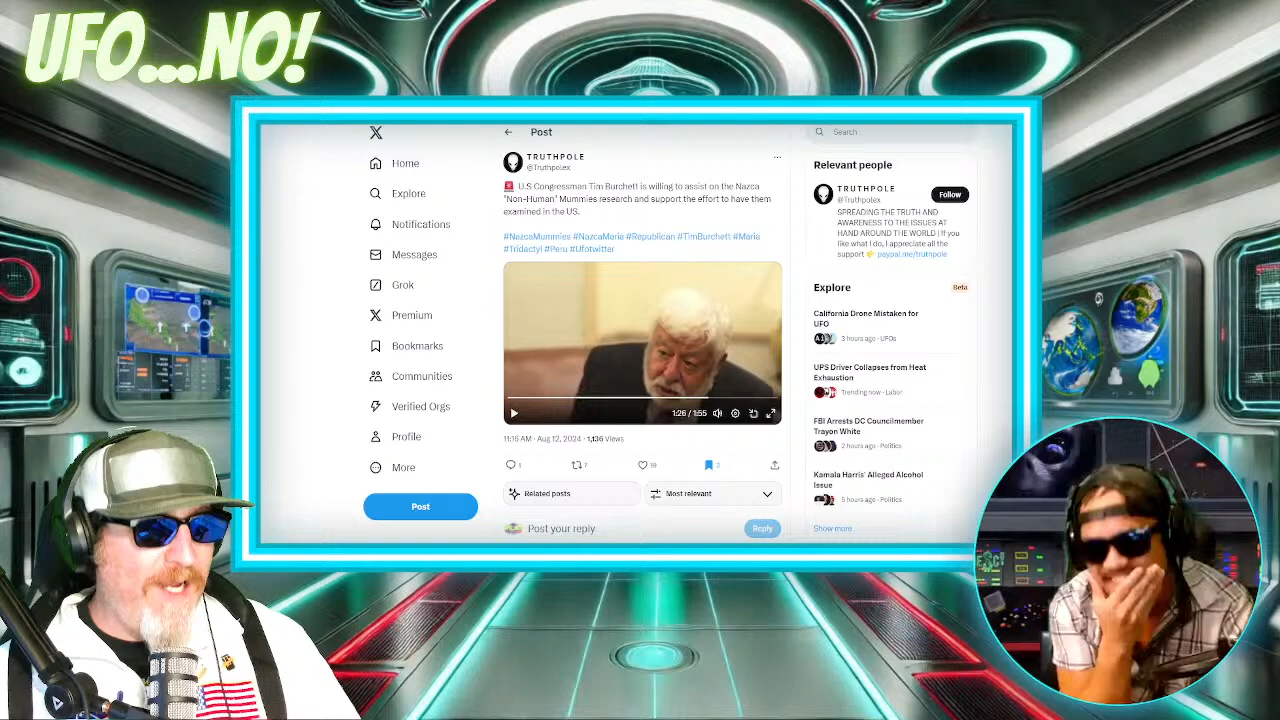 UFO...NO!
X
Home
Explore
Notifications
Messages
Grok
Premium
Bookmarks
Communities
Verified Orgs
Profile
More
Post
← Post
TRUTHPOLE
@Truthpolex
🚨 U.S Congressman Tim Burchett is willing to assist on the Nazca
"Non-Human" Mummies research and support the effort to have them
examined in the US.
#NazcaMummies #NazcaMaria #Republican #TimBurchett #Maria
#Tridactyl #Peru #Ufotwitter
1:26 / 1:55
11:16 AM · Aug 12, 2024 · 1,136 Views
1 7 19 3
Related posts
Most relevant
Post your reply
Reply
Search
Relevant people
TRUTHPOLE
@Truthpolex
Follow
SPREADING THE TRUTH AND
AWARENESS TO THE ISSUES AT
HAND AROUND THE WORLD | If you
like what I do, I appreciate all the
support 👉 paypal.me/truthpole
Explore
Beta
California Drone Mistaken for
UFO
3 hours ago · UFOs
UPS Driver Collapses from Heat
Exhaustion
Trending now · Labor
FBI Arrests DC Councilmember
Trayon White
2 hours ago · Politics
Kamala Harris' Alleged Alcohol
Issue
5 hours ago · Politics
Show more